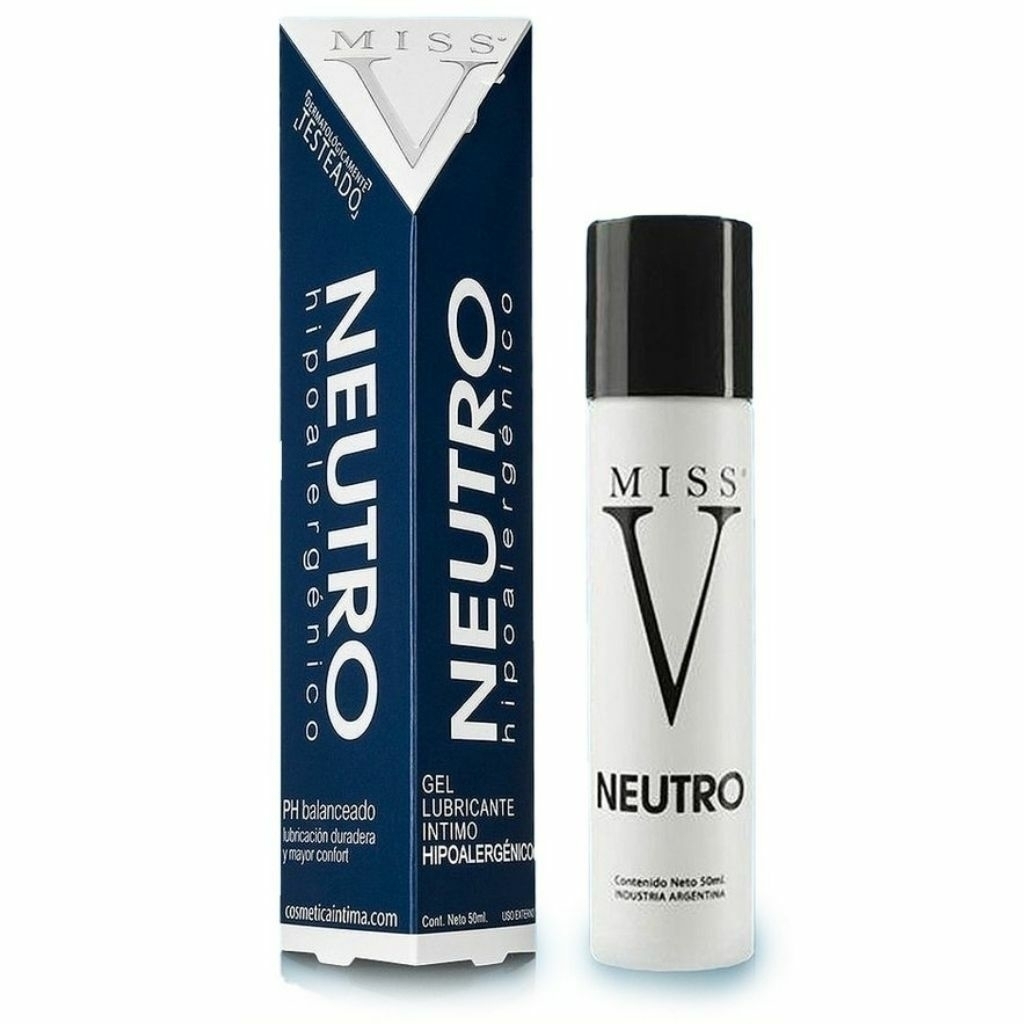 MISS
V
DERMATOLÓGICAMENTE
TESTEADO
NEUTRO
hipoalergénico
PH balanceado
lubricación duradera
y mayor confort
cosmeticaintima.com
NEUTRO
hipoalergénico
GEL
LUBRICANTE
INTIMO
HIPOALERGÉNICO
Cont. Neto 50ml. USO EXTERNO
MISS®
V
NEUTRO
Contenido Neto 50ml.
INDUSTRIA ARGENTINA